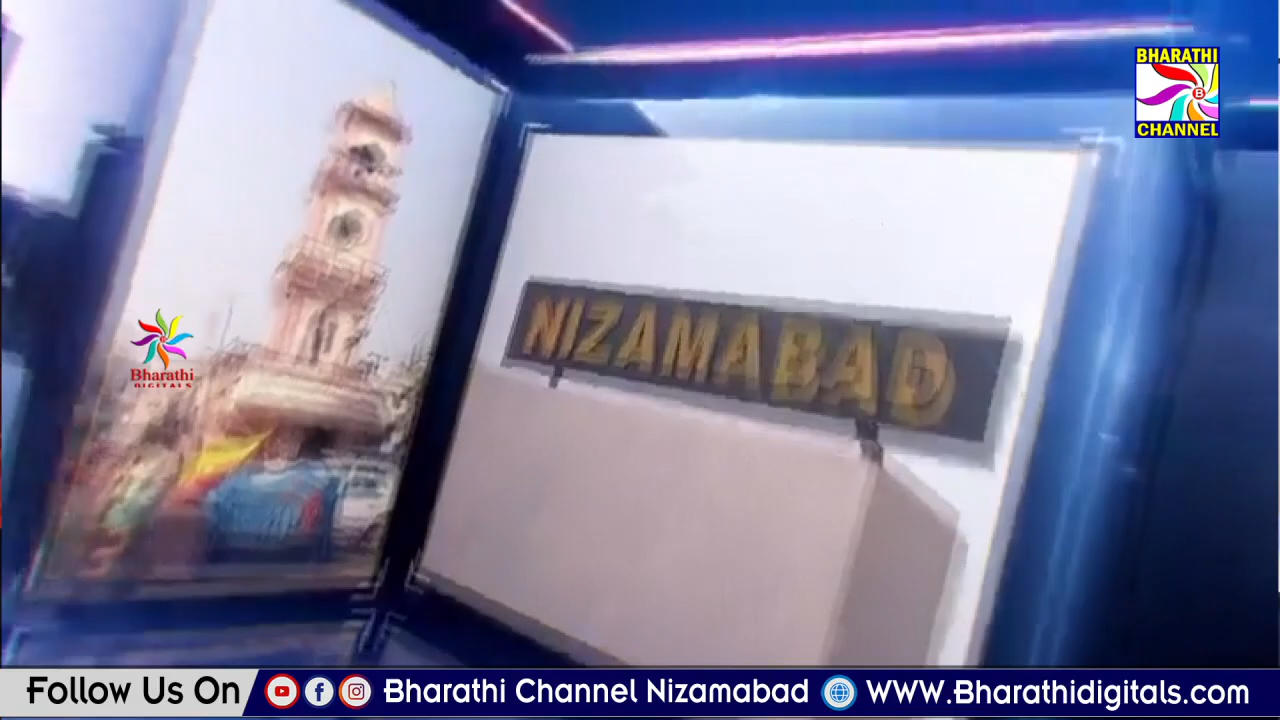 BHARATHI
CHANNEL
NIZAMABAD
Bharathi
DIGITALS
Follow Us On Bharathi Channel Nizamabad WWW.Bharathidigitals.com